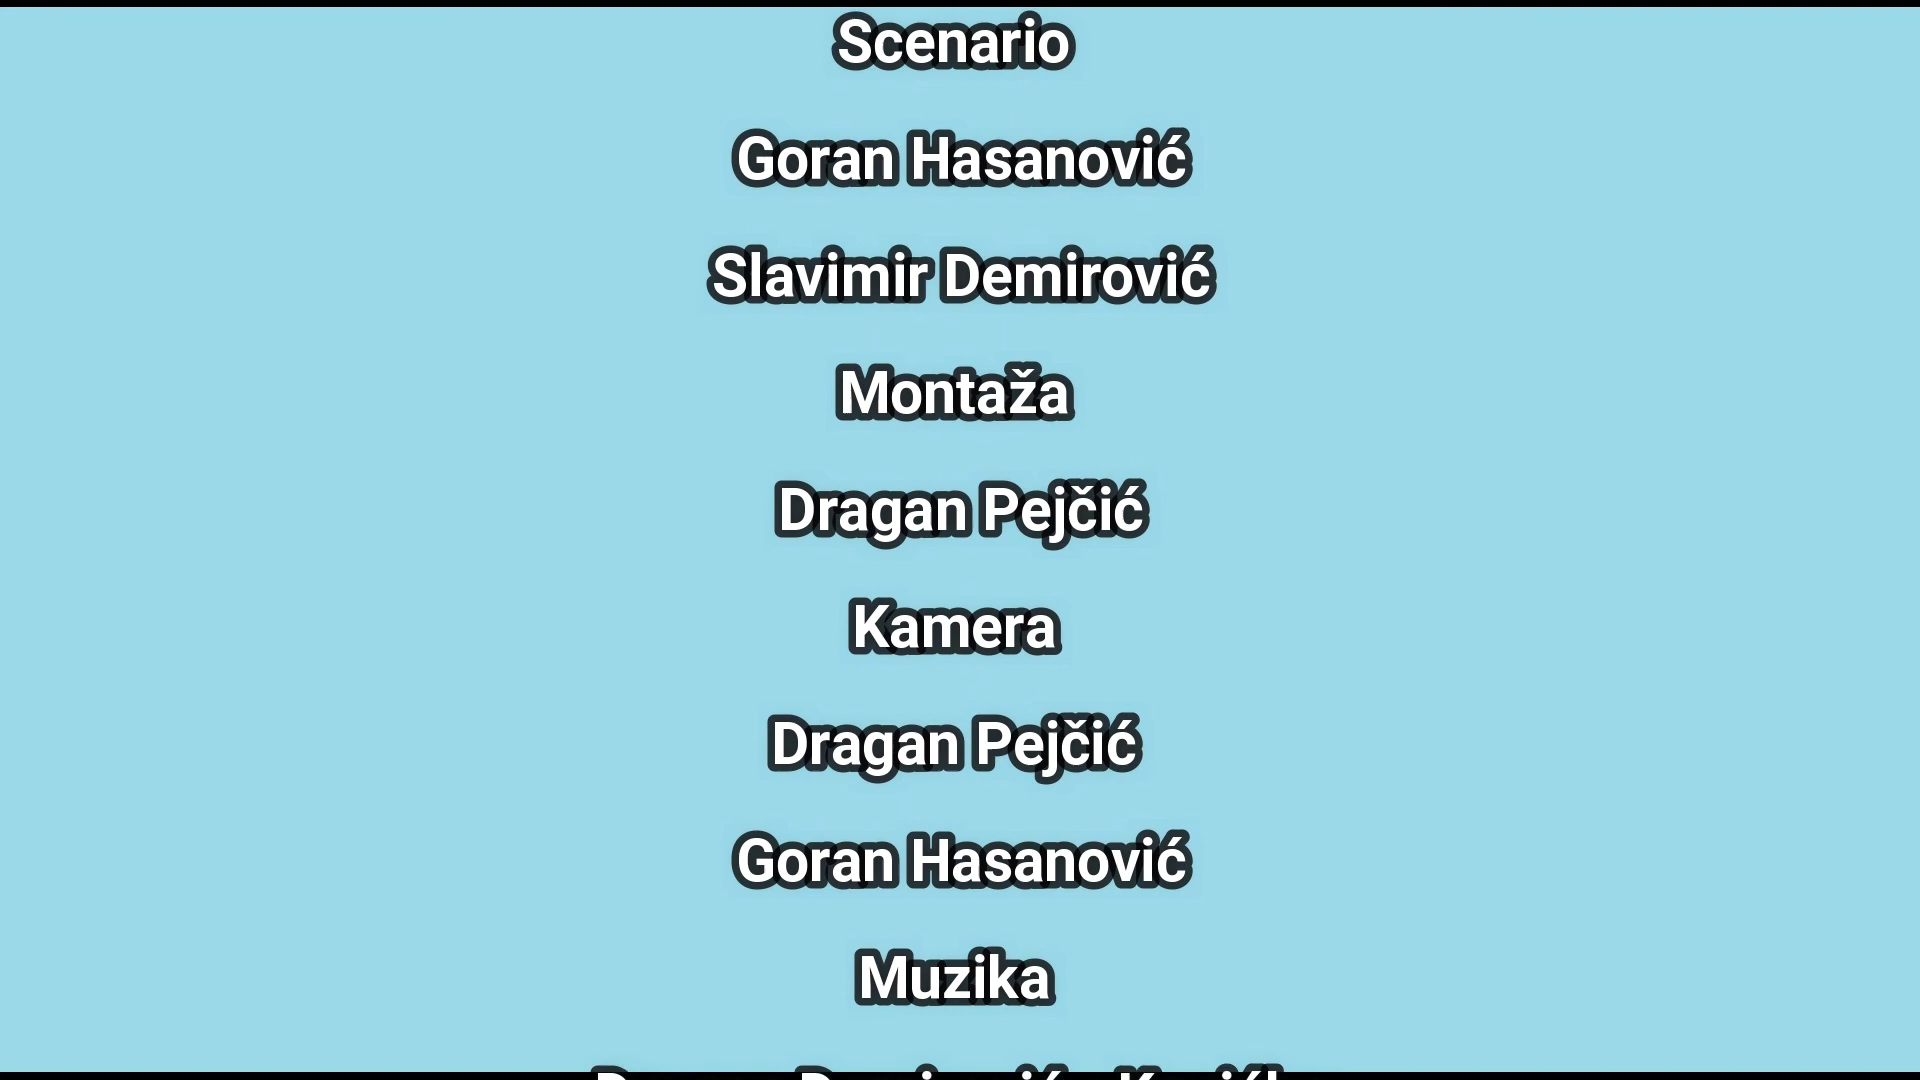 Scenario
Goran Hasanović
Slavimir Demirović
Montaža
Dragan Pejčić
Kamera
Dragan Pejčić
Goran Hasanović
Muzika